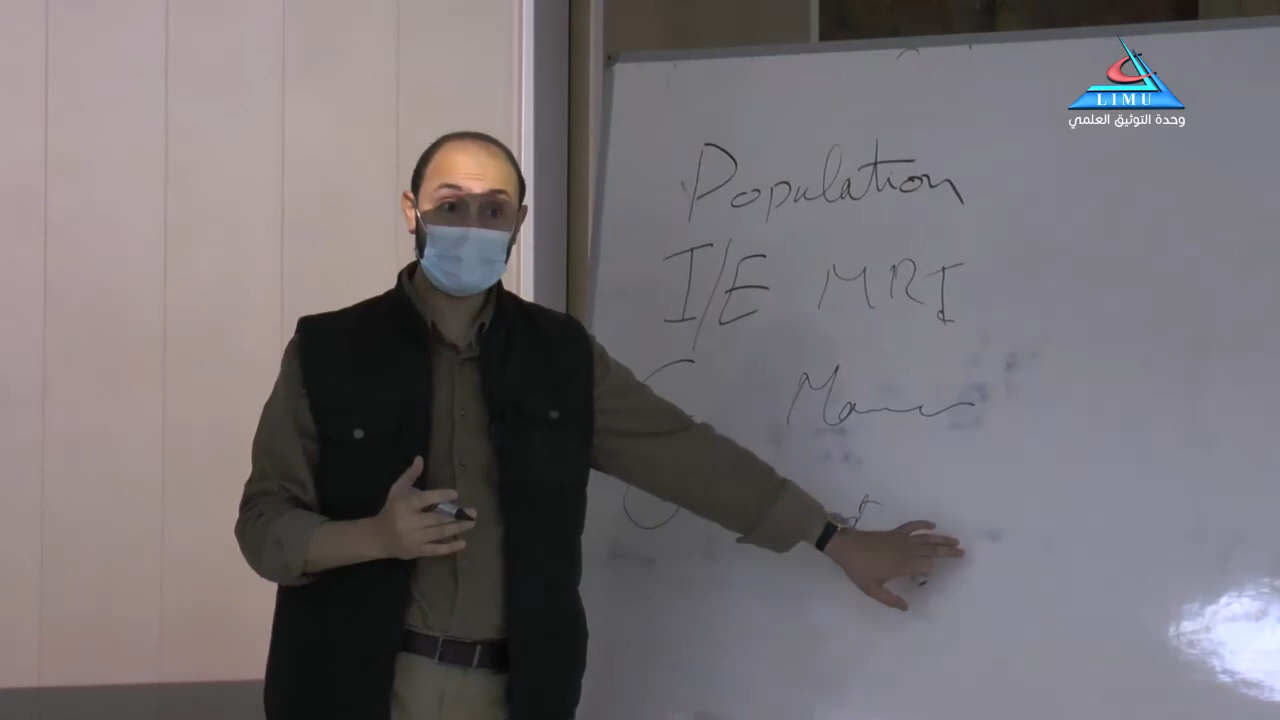 LIMU
وحدة التوثيق العلمي
Population
I/E MRI
C